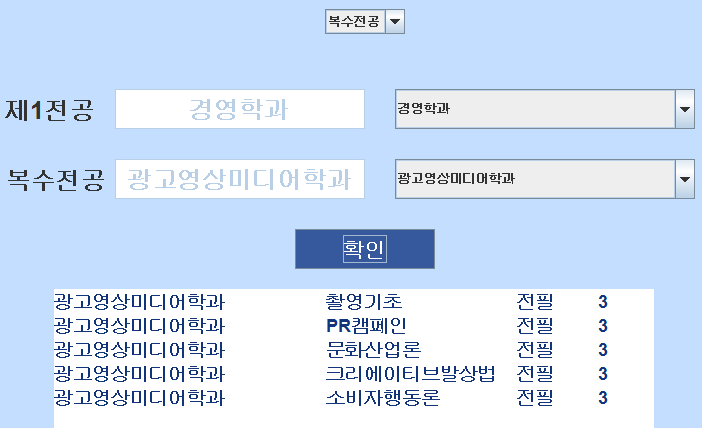 복수전공
제1전공 경영학과 경영학과
복수전공 광고영상미디어학과 광고영상미디어학과
확인
광고영상미디어학과 촬영기초 전필 3
광고영상미디어학과 PR캠페인 전필 3
광고영상미디어학과 문화산업론 전필 3
광고영상미디어학과 크리에이티브발상법 전필 3
광고영상미디어학과 소비자행동론 전필 3